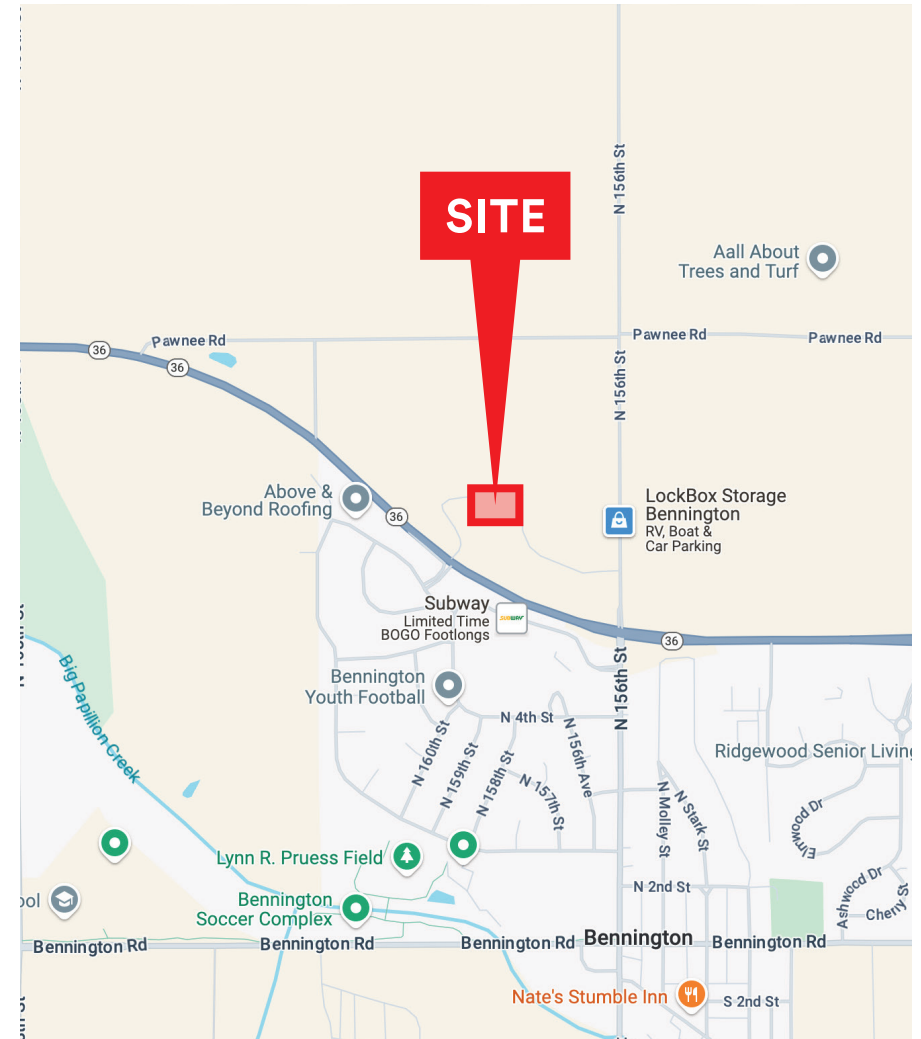 N 156th St
SITE
Aall About
Trees and Turf
Pawnee Rd
Pawnee Rd
Pawnee Rd
36
36
N 156th St
Above &
Beyond Roofing
36
LockBox Storage
Bennington
RV, Boat &
Car Parking
Subway
Limited Time
BOGO Footlongs
SUBWAY
36
N 156th St
Big Papillion Creek
Bennington
Youth Football
N 4th St
N 160th St
N 159th St
N 158th St
N 157th St
N 156th Ave
Ridgewood Senior Living
N Molley St
N Stark St
Elmwood Dr
Lynn R. Pruess Field
N 2nd St
Ashwood Dr
Cherry St
ool
Bennington
Soccer Complex
Bennington Rd
Bennington Rd
Bennington Rd
Bennington
Bennington Rd
Nate's Stumble Inn
S 2nd St